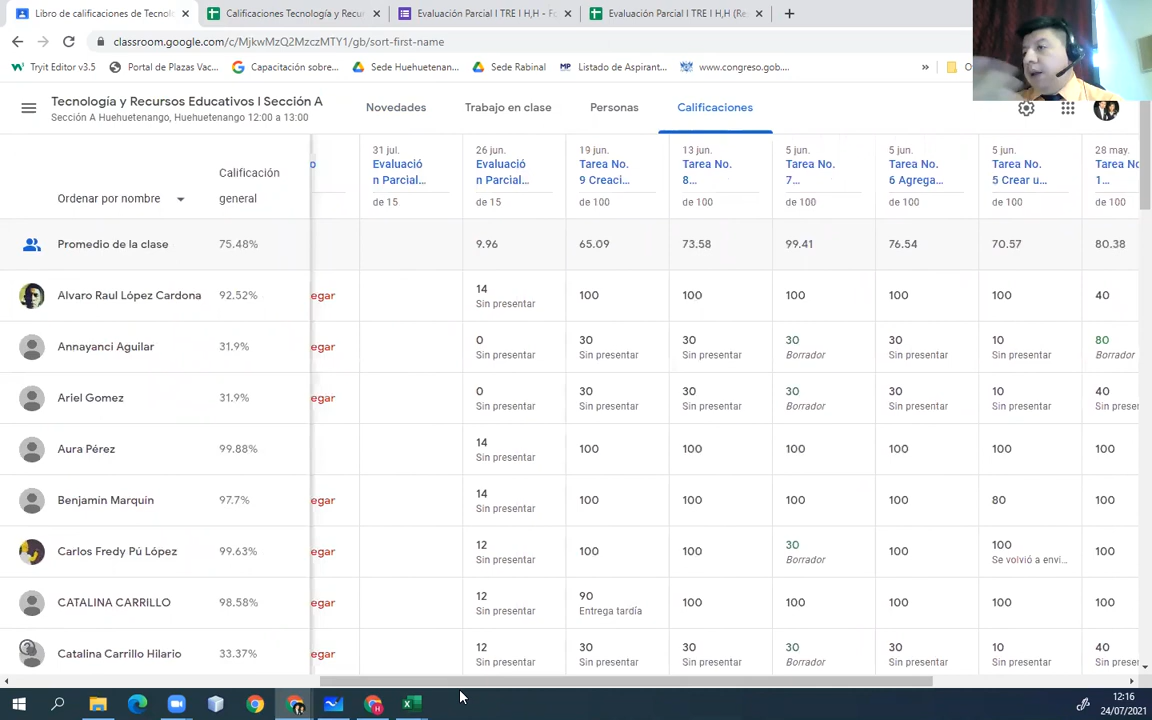 Libro de calificaciones de Tecnolo
Calificaciones Tecnología y Recur
Evaluación Parcial I TRE I H,H - Fo
Evaluación Parcial I TRE I H,H (Re
classroom.google.com/c/MjkwMzQ2MzczMTY1/gb/sort-first-name
Tryit Editor v3.5
Portal de Plazas Vac...
Capacitación sobre...
Sede Huehuetenan...
Sede Rabinal
MP Listado de Aspirant...
www.congreso.gob....
»
Tecnología y Recursos Educativos I Sección A
Sección A Huehuetenango, Huehuetenango 12:00 a 13:00
Novedades
Trabajo en clase
Personas
Calificaciones
Ordenar por nombre
Calificación
general
o
31 jul.
Evaluació
n Parcial...
de 15
26 jun.
Evaluació
n Parcial...
de 15
19 jun.
Tarea No.
9 Creaci...
de 100
13 jun.
Tarea No.
8...
de 100
5 jun.
Tarea No.
7...
de 100
5 jun.
Tarea No.
6 Agrega...
de 100
5 jun.
Tarea No.
5 Crear u...
de 100
28 may.
Tarea No
1...
de 100
Promedio de la clase 75.48% 9.96 65.09 73.58 99.41 76.54 70.57 80.38
Alvaro Raul López Cardona 92.52% egar 14 100 100 100 100 100 40
Sin presentar
Annayanci Aguilar 31.9% egar 0 30 30 30 30 10 80
Sin presentar Sin presentar Sin presentar Borrador Sin presentar Sin presentar Borrador
Ariel Gomez 31.9% egar 0 30 30 30 30 10 40
Sin presentar Sin presentar Sin presentar Borrador Sin presentar Sin presentar Sin preser
Aura Pérez 99.88% 14 100 100 100 100 100 100
Sin presentar
Benjamin Marquin 97.7% egar 14 100 100 100 100 80 100
Sin presentar
Carlos Fredy Pú López 99.63% egar 12 100 100 30 100 100 100
Sin presentar Borrador Se volvió a envi...
CATALINA CARRILLO 98.58% egar 12 90 100 100 100 100 100
Sin presentar Entrega tardía
Catalina Carrillo Hilario 33.37% egar 12 30 30 30 30 10 40
Sin presentar Sin presentar Sin presentar Borrador Sin presentar Sin presentar Sin preser
12:16
24/07/2021